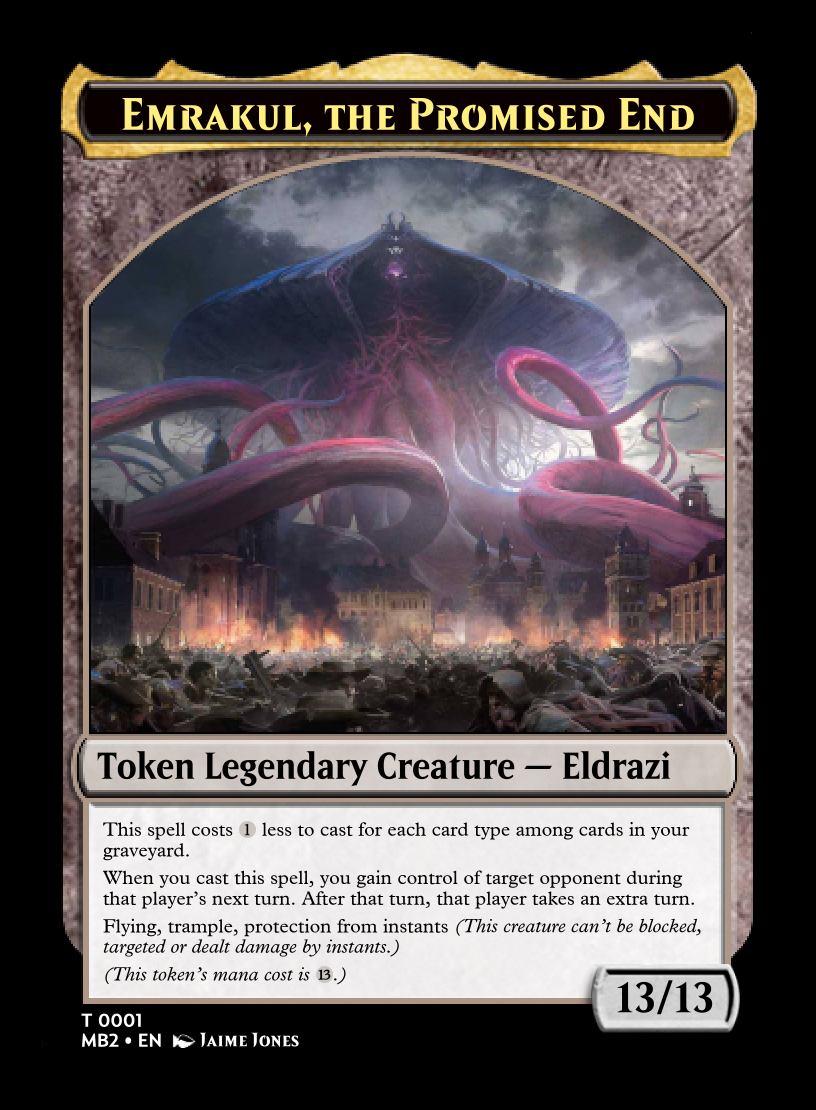 Emrakul, the Promised End
Token Legendary Creature — Eldrazi
This spell costs 1 less to cast for each card type among cards in your
graveyard.
When you cast this spell, you gain control of target opponent during
that player's next turn. After that turn, that player takes an extra turn.
Flying, trample, protection from instants (This creature can't be blocked,
targeted or dealt damage by instants.)
(This token's mana cost is 13.)
13/13
T 0001
MB2 • EN Jaime Jones